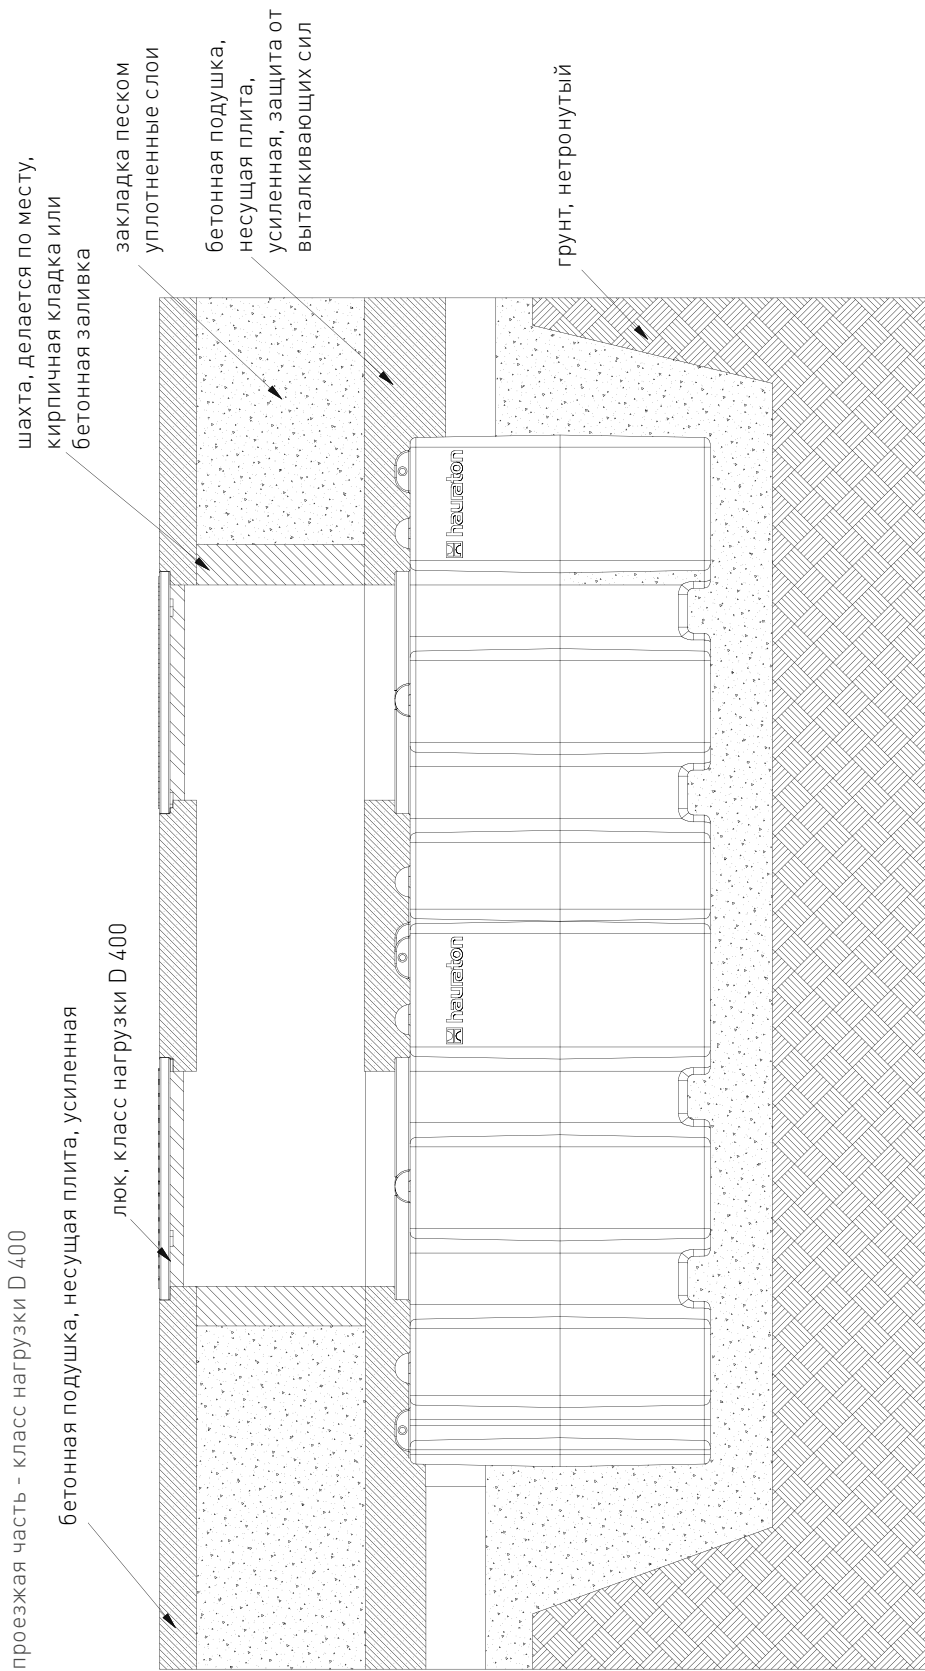 проезжая часть - класс нагрузки D 400
бетонная подушка, несущая плита, усиленная
люк, класс нагрузки D 400
шахта, делается по месту,
кирпичная кладка или
бетонная заливка
закладка песком
уплотненные слои
бетонная подушка,
несущая плита,
усиленная, защита от
выталкивающих сил
грунт, нетронутый
hauraton
hauraton